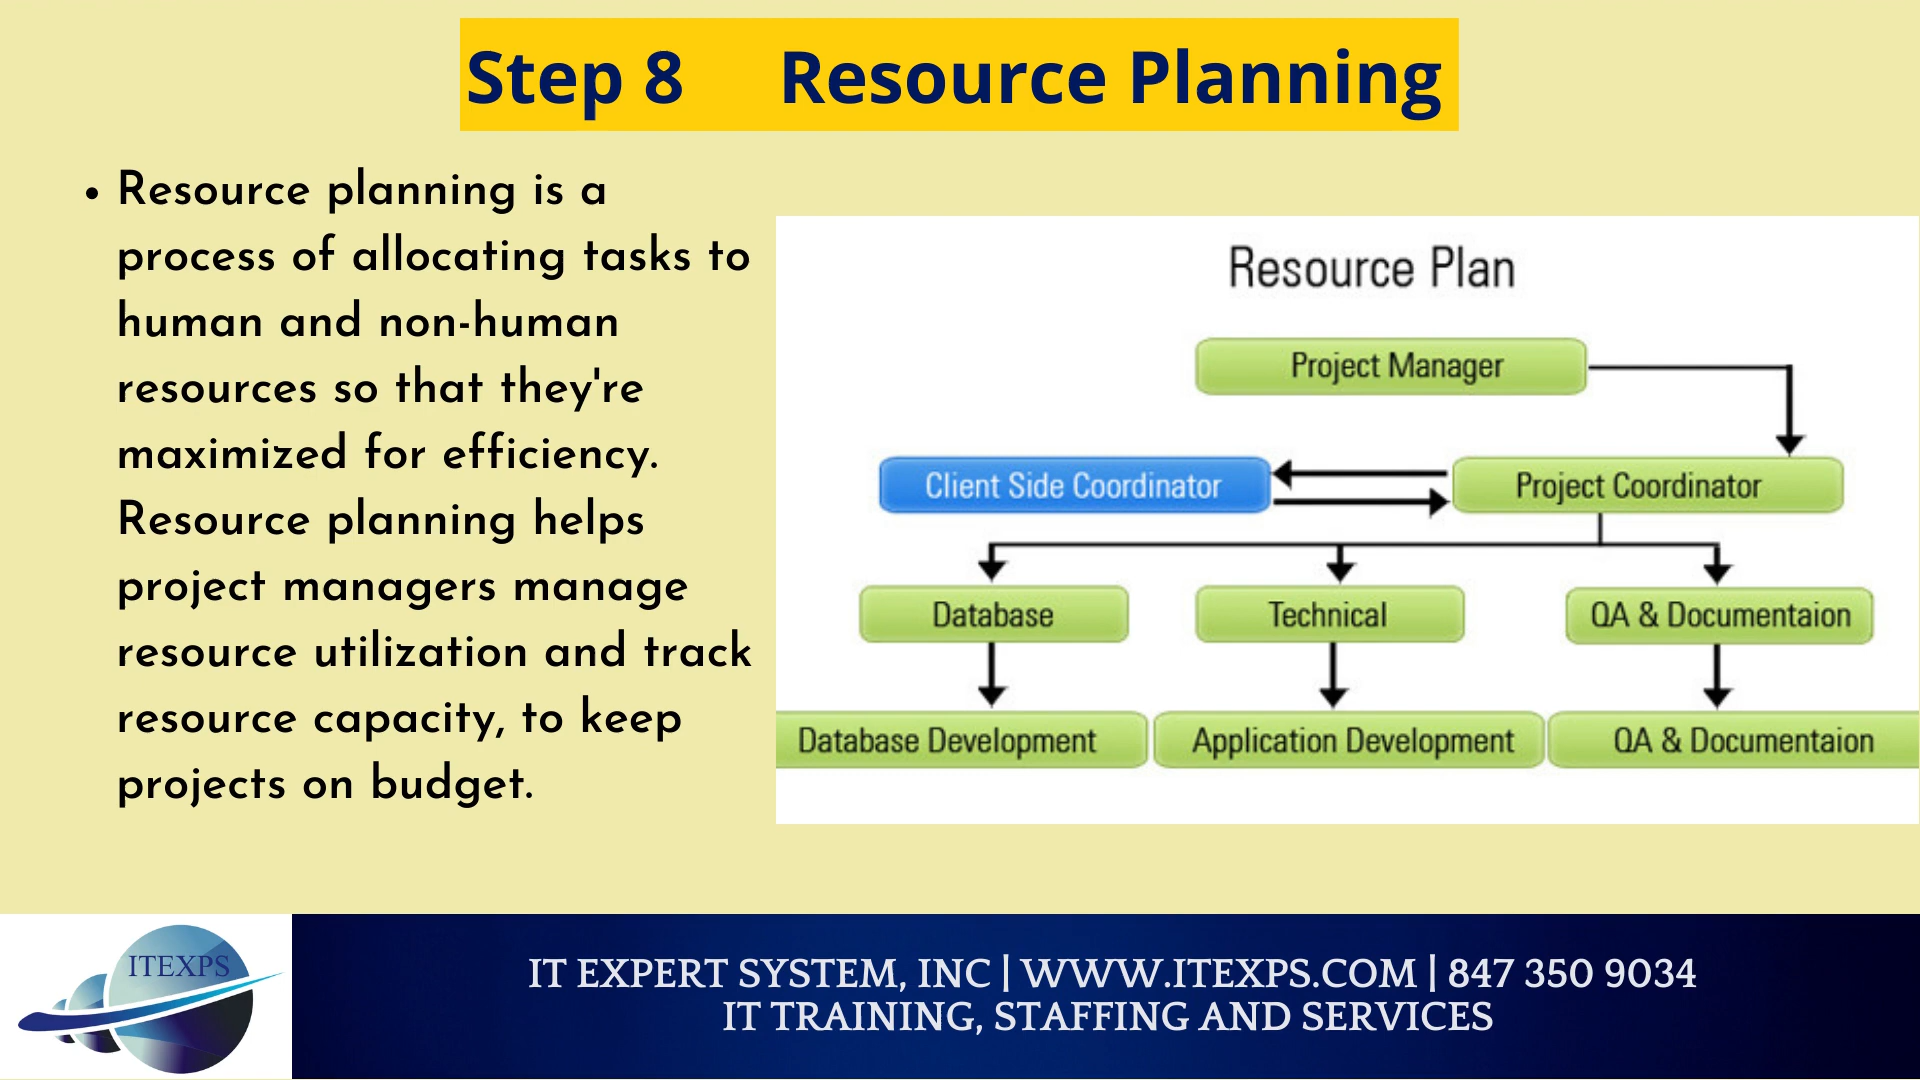 Step 8 Resource Planning
• Resource planning is a
process of allocating tasks to
human and non-human
resources so that they're
maximized for efficiency.
Resource planning helps
project managers manage
resource utilization and track
resource capacity, to keep
projects on budget.
Resource Plan
Project Manager
Client Side Coordinator
Project Coordinator
Database
Technical
QA & Documentaion
Database Development
Application Development
QA & Documentaion
ITEXPS
IT EXPERT SYSTEM, INC | WWW.ITEXPS.COM | 847 350 9034
IT TRAINING, STAFFING AND SERVICES